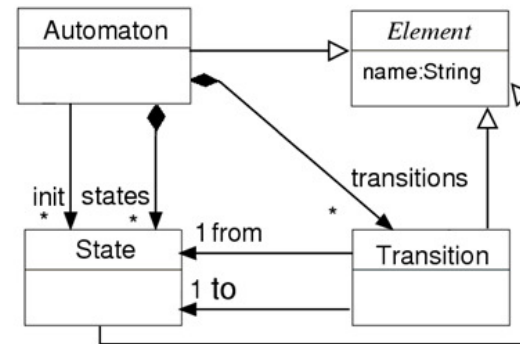 Automaton
Element
name:String
transitions
init
states
*
*
*
1 from
State
Transition
1 to